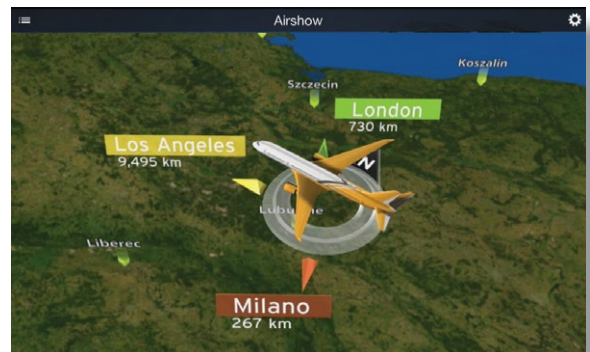 Airshow
Koszalin
Szczecin
London
730 km
Los Angeles
9,495 km
N
Liberec
Milano
267 km